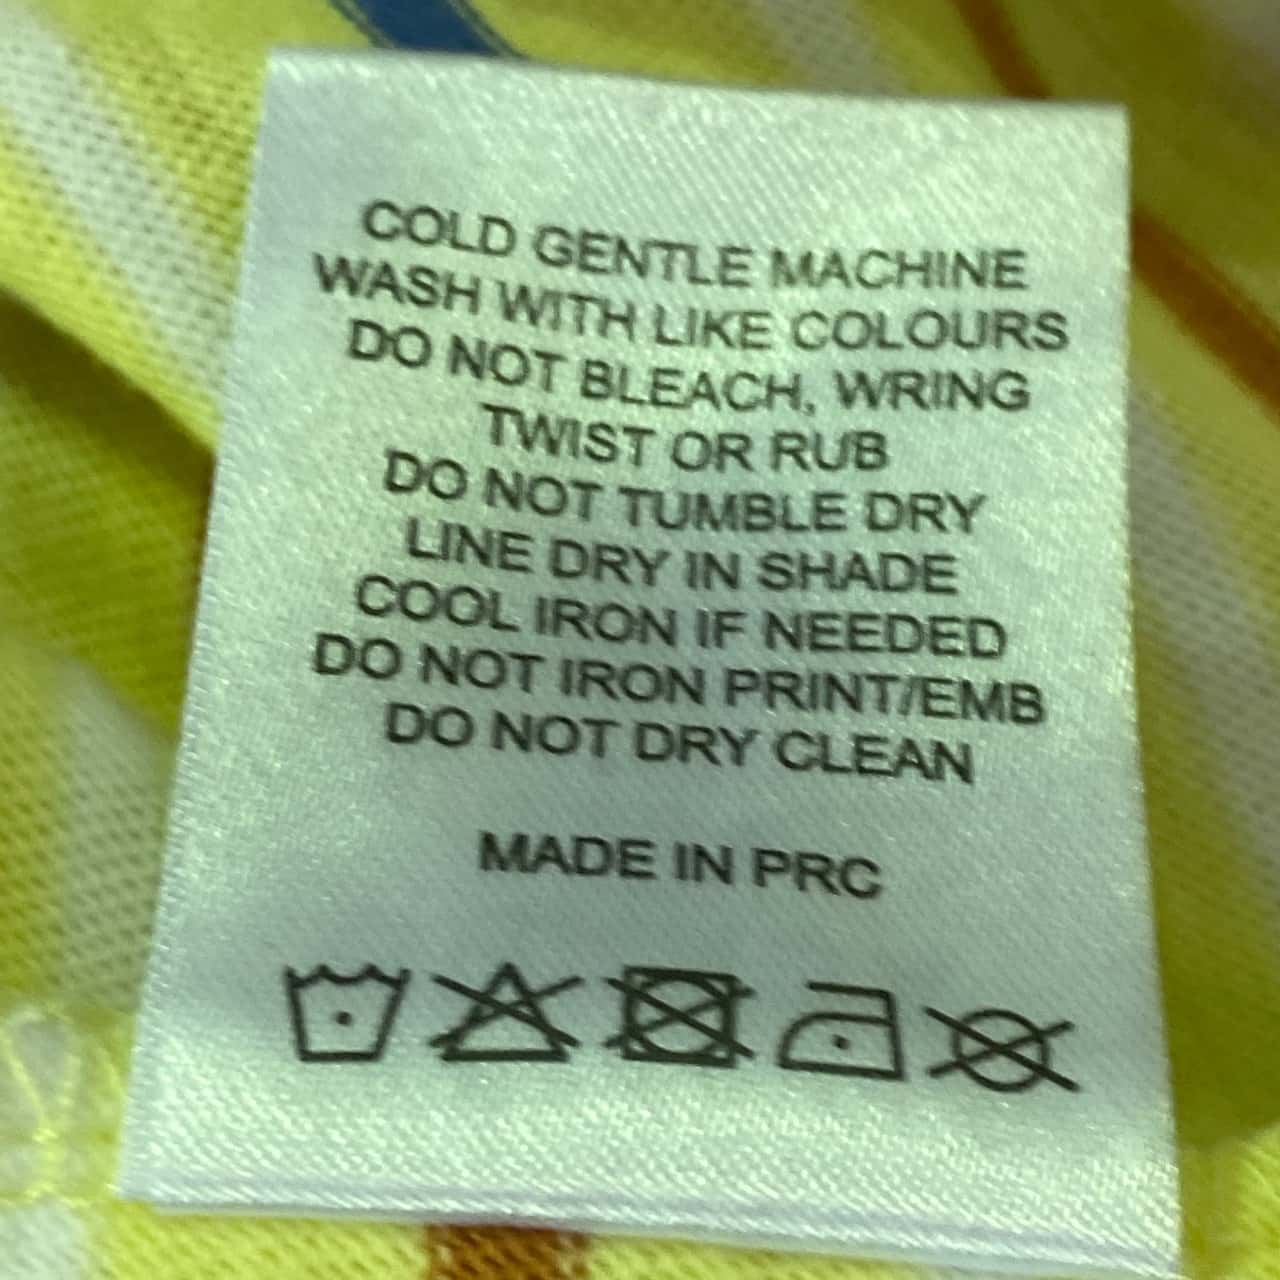 COLD GENTLE MACHINE
WASH WITH LIKE COLOURS
DO NOT BLEACH, WRING
TWIST OR RUB
DO NOT TUMBLE DRY
LINE DRY IN SHADE
COOL IRON IF NEEDED
DO NOT IRON PRINT/EMB
DO NOT DRY CLEAN
MADE IN PRC